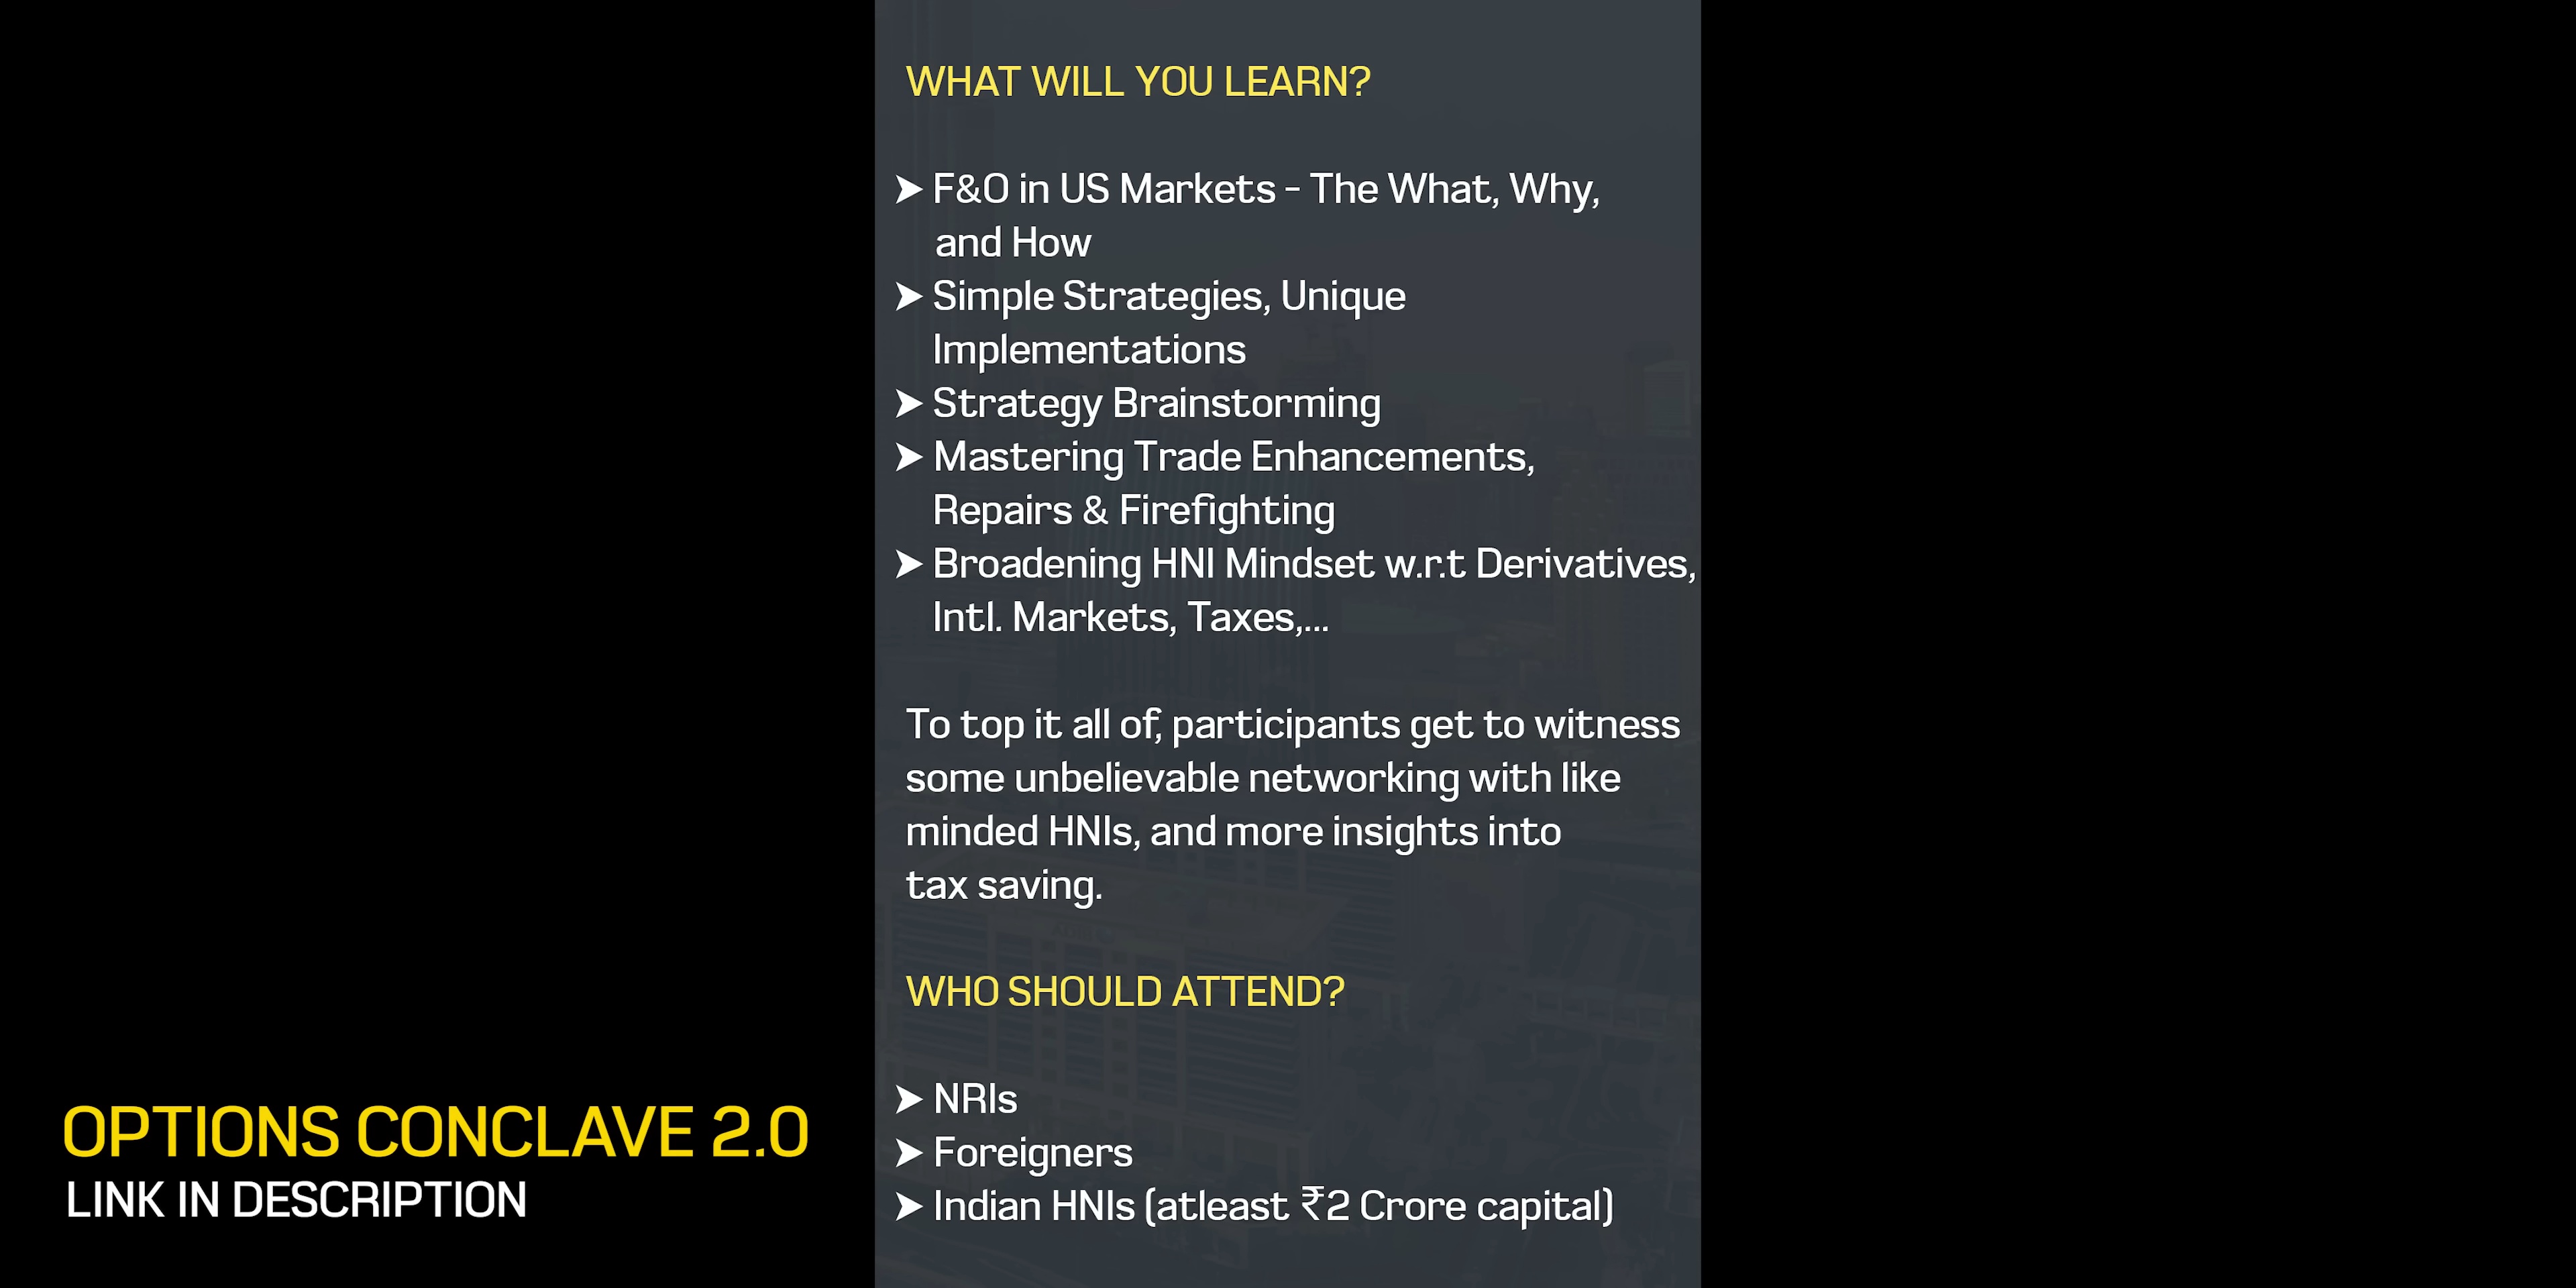 WHAT WILL YOU LEARN?
➤ F&O in US Markets - The What, Why,
and How
➤ Simple Strategies, Unique
Implementations
➤ Strategy Brainstorming
➤ Mastering Trade Enhancements,
Repairs & Firefighting
➤ Broadening HNI Mindset w.r.t Derivatives,
Intl. Markets, Taxes,...
To top it all of, participants get to witness
some unbelievable networking with like
minded HNIs, and more insights into
tax saving.
WHO SHOULD ATTEND?
➤ NRIs
➤ Foreigners
➤ Indian HNIs (atleast ₹2 Crore capital)
OPTIONS CONCLAVE 2.0
LINK IN DESCRIPTION